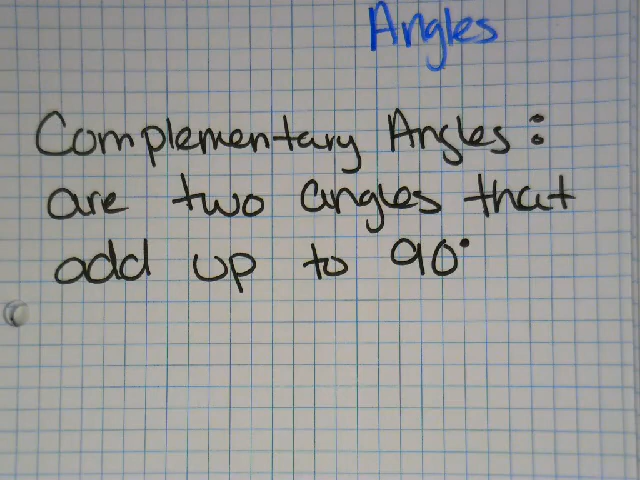 Angles
Complementary Angles:
are two angles that
add up to 90°